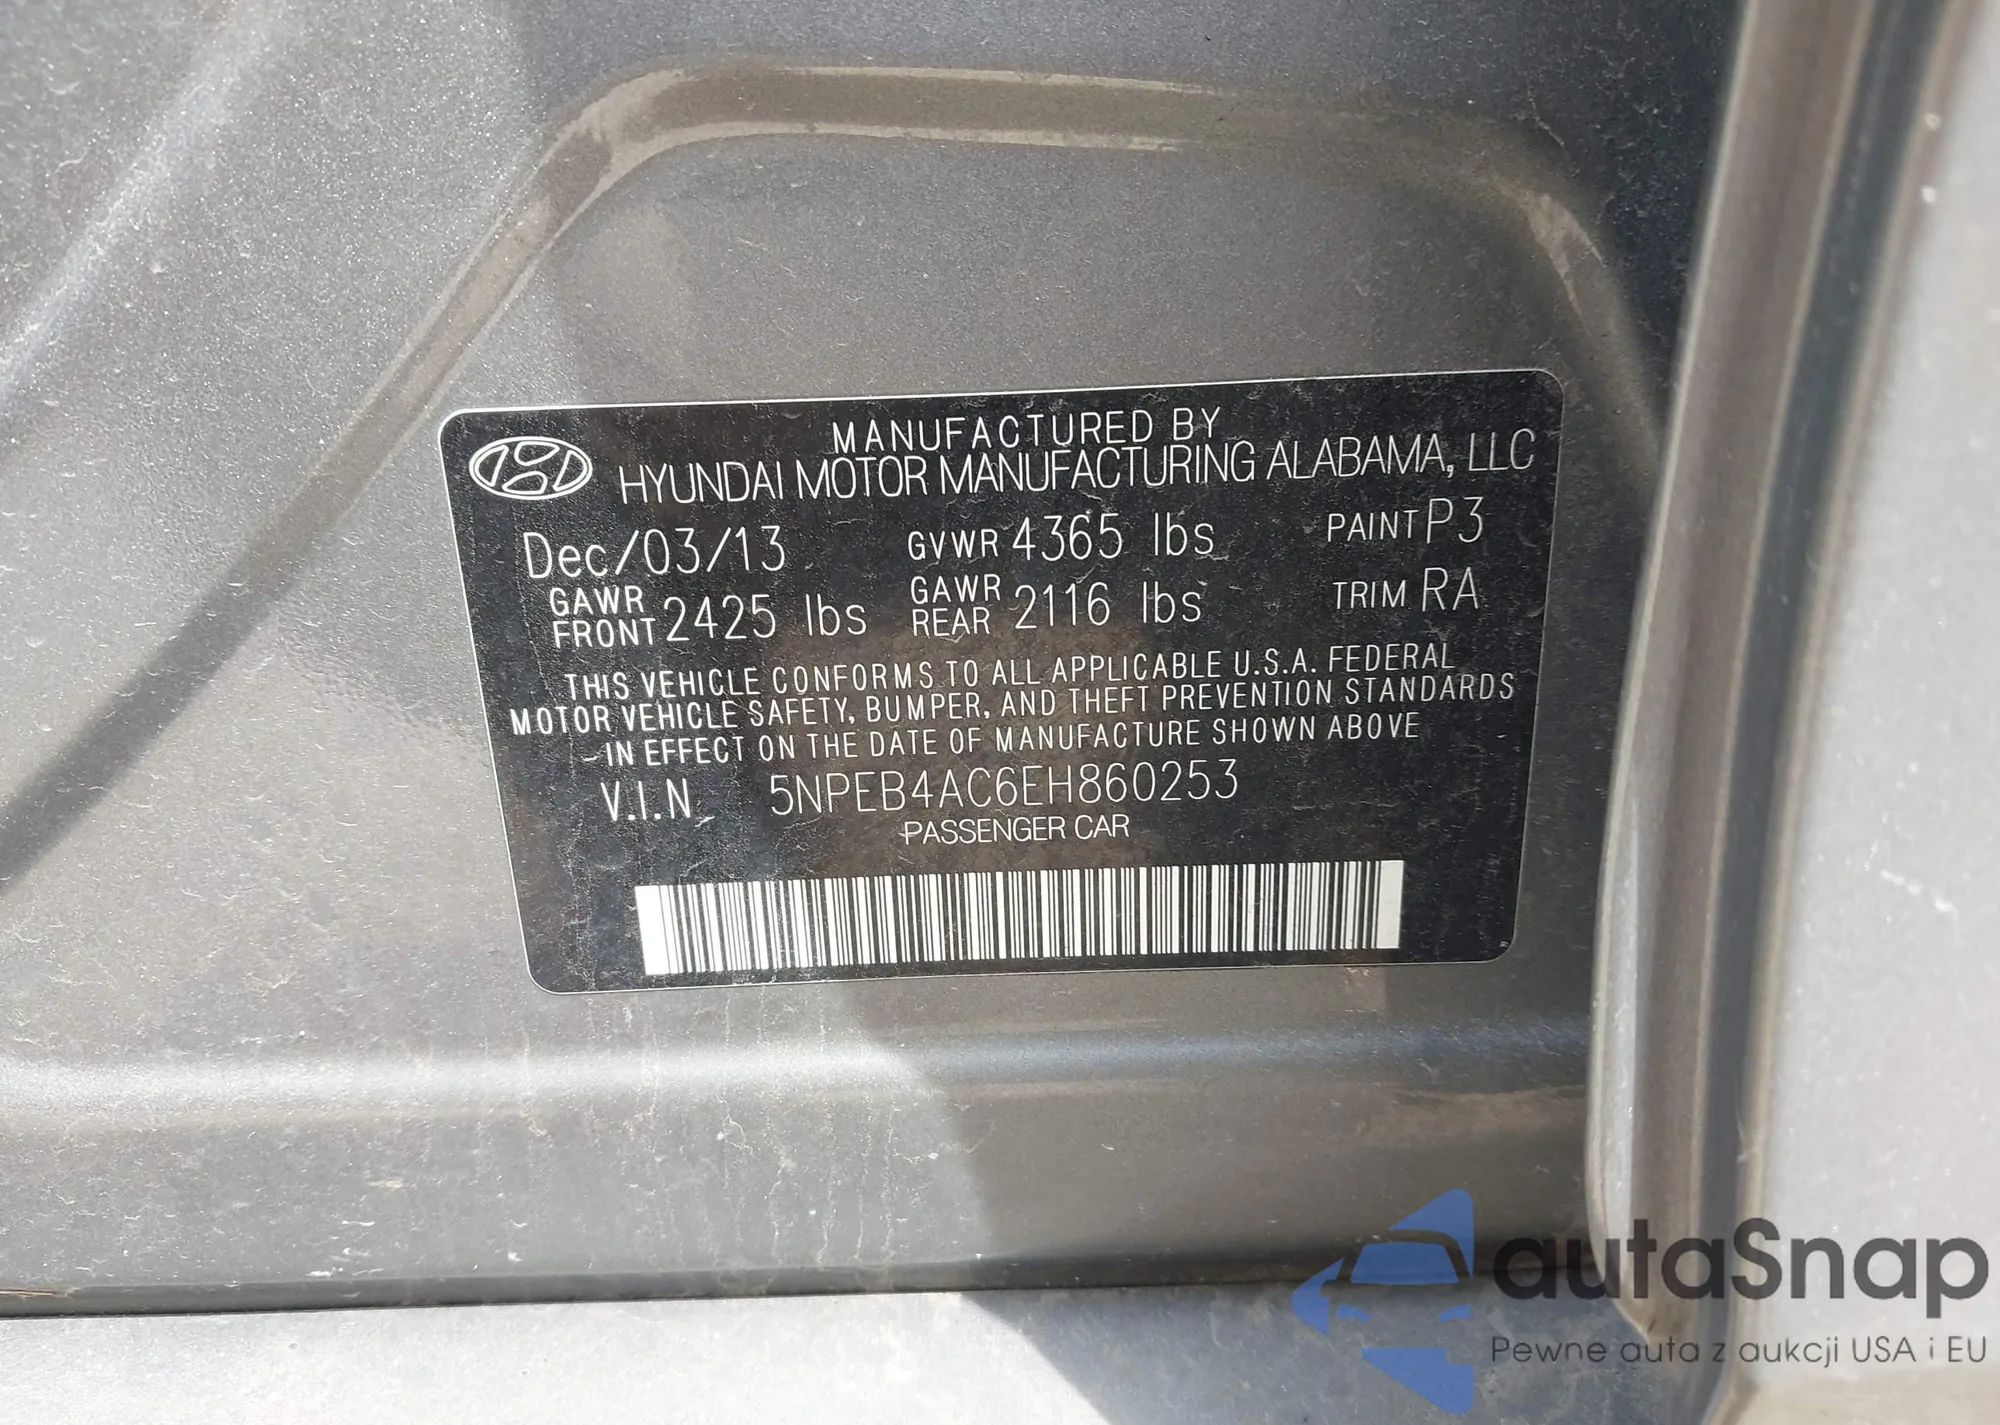 MANUFACTURED BY
HYUNDAI MOTOR MANUFACTURING ALABAMA, LLC
Dec/03/13 GVWR 4365 lbs PAINT P3
GAWR FRONT 2425 lbs GAWR REAR 2116 lbs TRIM RA
THIS VEHICLE CONFORMS TO ALL APPLICABLE U.S.A. FEDERAL
MOTOR VEHICLE SAFETY, BUMPER, AND THEFT PREVENTION STANDARDS
IN EFFECT ON THE DATE OF MANUFACTURE SHOWN ABOVE
V.I.N. 5NPEB4AC6EH860253
PASSENGER CAR
autaSnap
Pewne auta z aukcji USA i EU